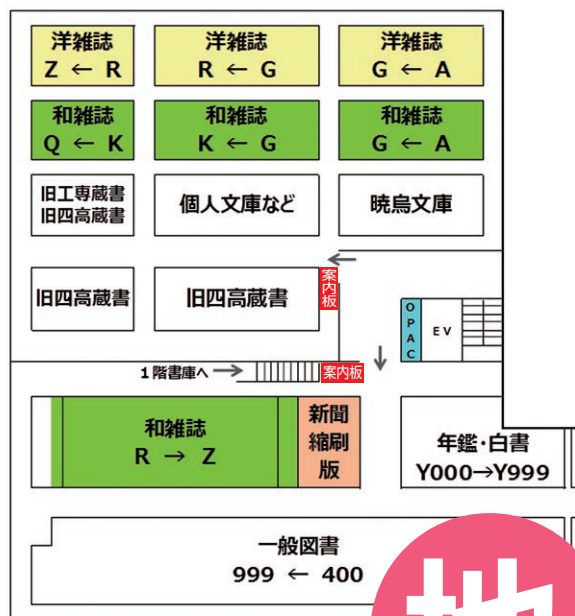 洋雑誌
Z ← R
洋雑誌
R ← G
洋雑誌
G ← A
和雑誌
Q ← K
和雑誌
K ← G
和雑誌
G ← A
旧工専蔵書
旧四高蔵書
個人文庫など
暁烏文庫
←
旧四高蔵書
旧四高蔵書
案内板
OPAC
EV
↓
1階書庫へ →
案内板
和雑誌
R → Z
新聞
縮刷
版
年鑑・白書
Y000→Y999
一般図書
999 ← 400